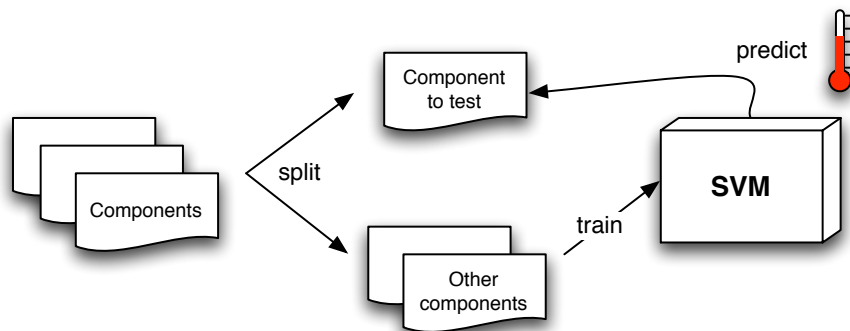 predict
Component
to test
SVM
split
Components
train
Other
components